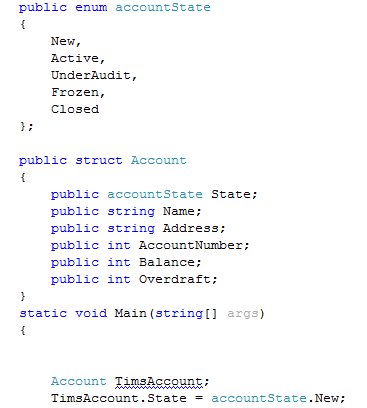 public enum accountState
{
New,
Active,
UnderAudit,
Frozen,
Closed
};
public struct Account
{
public accountState State;
public string Name;
public string Address;
public int AccountNumber;
public int Balance;
public int Overdraft;
}
static void Main(string[] args)
{
Account TimsAccount;
TimsAccount.State = accountState.New;